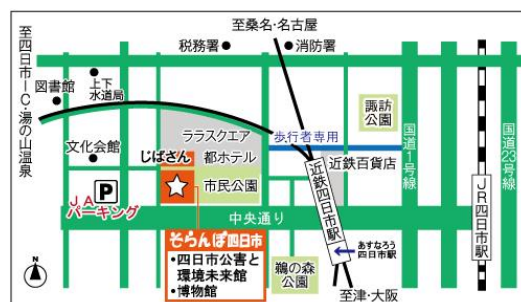 至桑名・名古屋
税務署
消防署
至四日市IC・湯の山温泉
図書館
上下
水道局
諏訪
公園
ララスクエア
歩行者専用
文化会館
じばさん
都ホテル
近鉄百貨店
市民公園
P
JA
パーキング
中央通り
近鉄四日市駅
国道1号線
国道23号線
JR四日市駅
そらんぽ四日市
・四日市公害と
環境未来館
・博物館
あすなろう
四日市駅
鵜の森
公園
N
至津・大阪